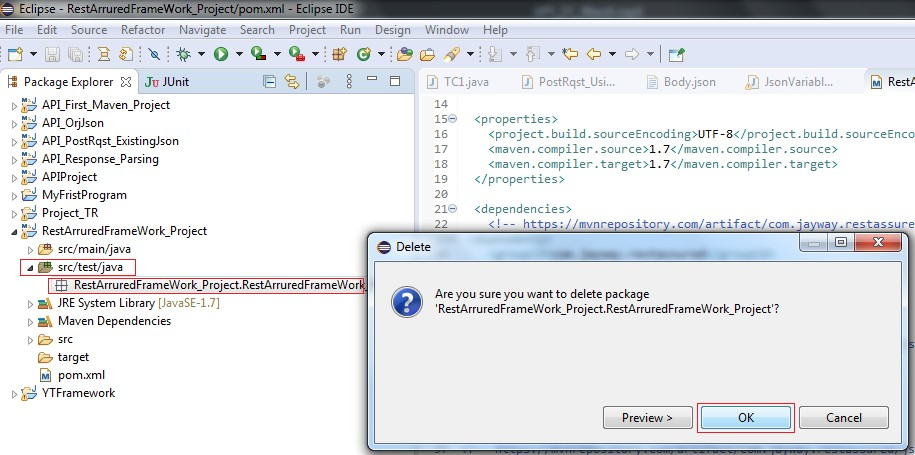 Eclipse - RestArruredFrameWork_Project/pom.xml - Eclipse IDE
File Edit Source Refactor Navigate Search Project Run Design Window Help
Package Explorer JUnit
TC1.java PostRqst_Usi... Body.json JsonVariabl... RestA
API_First_Maven_Project
API_OrjJson
API_PostRqst_ExistingJson
API_Response_Parsing
APIProject
MyFristProgram
Project_TR
RestArruredFrameWork_Project
src/main/java
src/test/java
RestArruredFrameWork_Project.RestArruredFrameWork_
JRE System Library [JavaSE-1.7]
Maven Dependencies
src
target
pom.xml
YTFramework
14
15 <properties>
16 <project.build.sourceEncoding>UTF-8</project.build.sourceEnco
17 <maven.compiler.source>1.7</maven.compiler.source>
18 <maven.compiler.target>1.7</maven.compiler.target>
19 </properties>
20
21 <dependencies>
22 <!-- https://mvnrepository.com/artifact/com.jayway.restassure
Delete
Are you sure you want to delete package
'RestArruredFrameWork_Project.RestArruredFrameWork_Project'?
Preview > OK Cancel